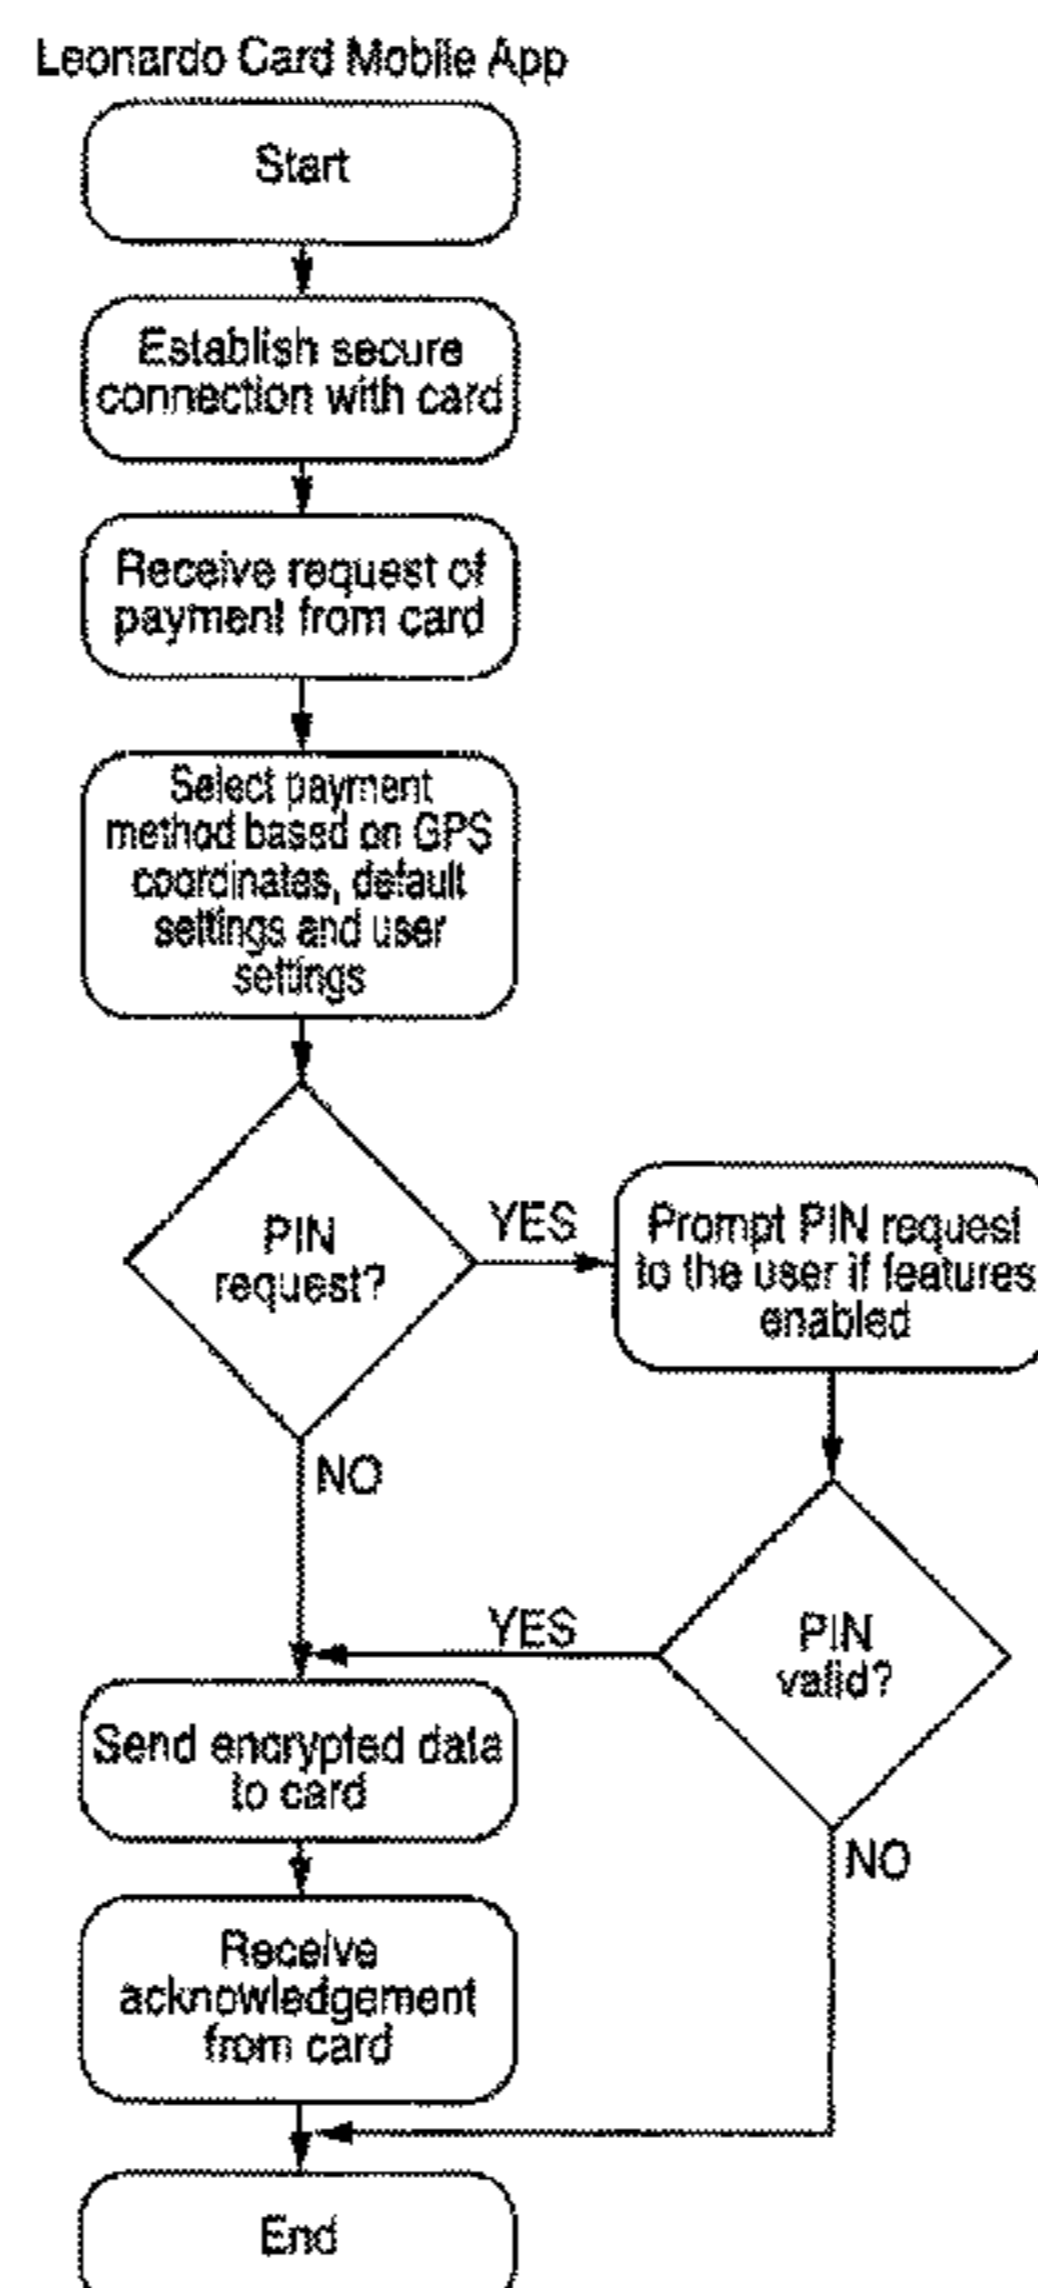 Leonardo Card Mobile App
Start
Establish secure
connection with card
Receive request of
payment from card
Select payment
method based on GPS
coordinates, default
settings and user
settings
PIN
request?
YES
Prompt PIN request
to the user if features
enabled
NO
PIN
valid?
YES
Send encrypted data
to card
NO
Receive
acknowledgement
from card
End